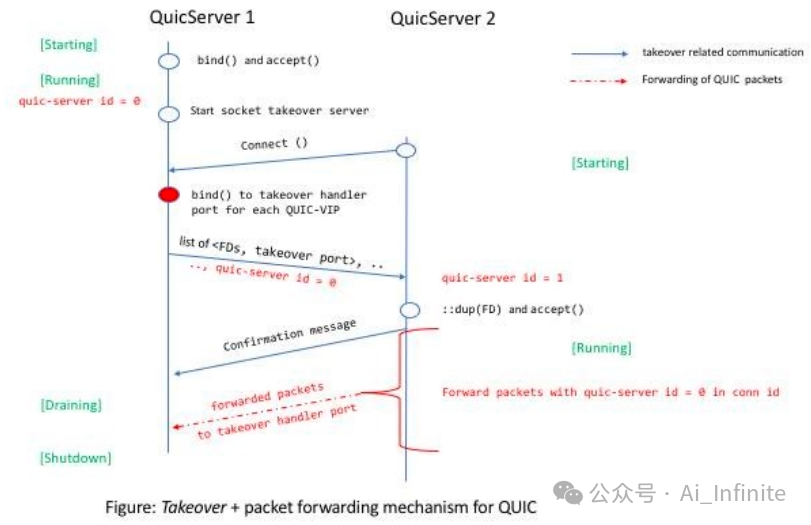 QuicServer 1
QuicServer 2
[Starting]
bind() and accept()
takeover related communication
[Running]
Forwarding of QUIC packets
quic-server id = 0
Start socket takeover server
Connect ()
[Starting]
bind() to takeover handler
port for each QUIC-VIP
list of <FDs, takeover port>, ..
.., quic-server id = 0
quic-server id = 1
::dup(FD) and accept()
Confirmation message
[Running]
forwarded packets
to takeover handler port
Forward packets with quic-server id = 0 in conn id
[Draining]
[Shutdown]
公众号 · Ai_Infinite
Figure: Takeover + packet forwarding mechanism for QUIC